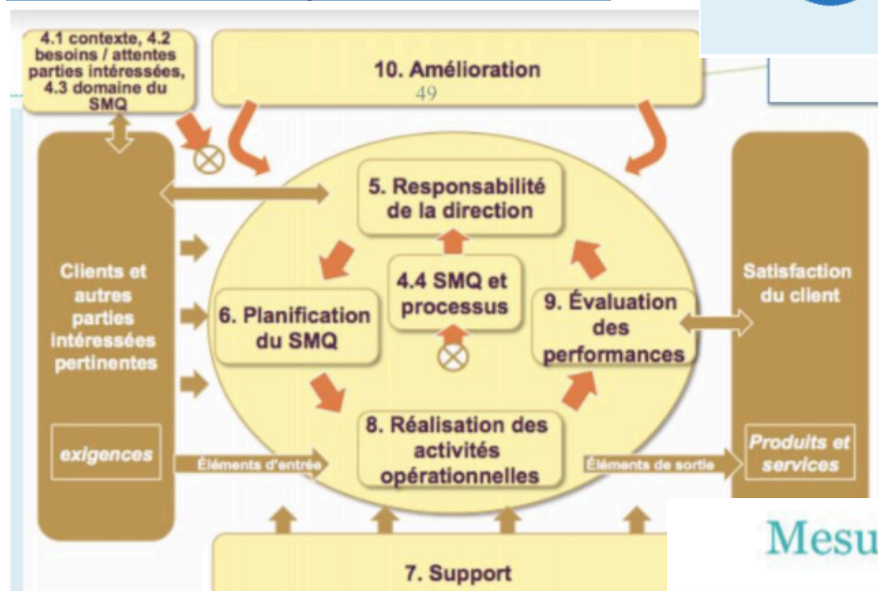 4.1 contexte, 4.2
besoins / attentes
parties intéressées,
4.3 domaine du
SMQ
10. Amélioration
49
5. Responsabilité
de la direction
Clients et
autres
parties
intéressées
pertinentes
4.4 SMQ et
processus
6. Planification
du SMQ
9. Évaluation
des
performances
Satisfaction
du client
8. Réalisation des
activités
opérationnelles
exigences
Éléments d'entrée
Éléments de sortie
Produits et
services
7. Support
Mesu